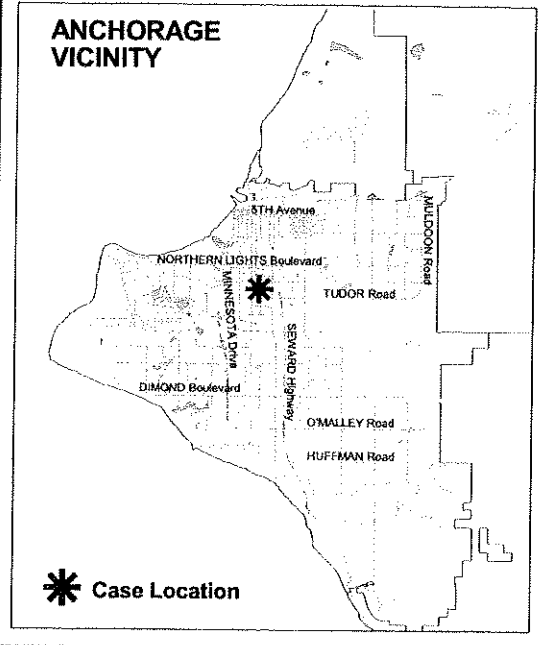 ANCHORAGE
VICINITY
5TH Avenue
MULDOON Road
NORTHERN LIGHTS Boulevard
TUDOR Road
MINNESOTA Drive
SEWARD Highway
DIMOND Boulevard
O'MALLEY Road
HUFFMAN Road
Case Location